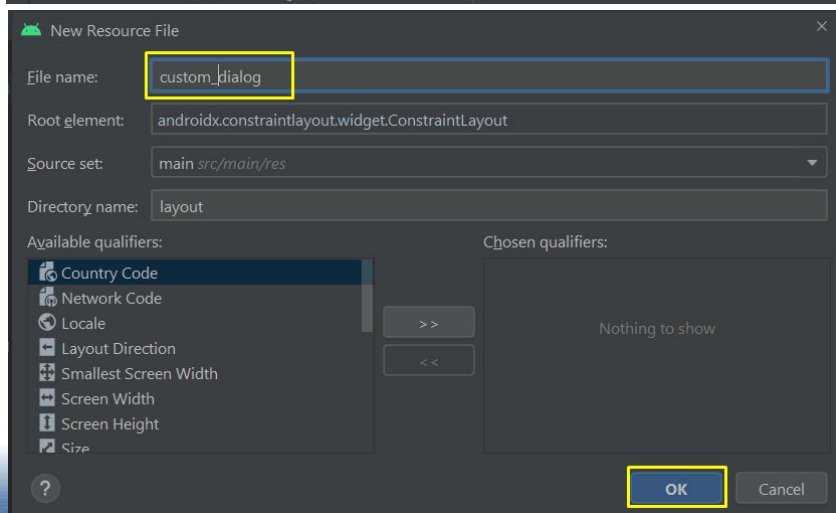 New Resource File
File name: custom_dialog
Root element: androidx.constraintlayout.widget.ConstraintLayout
Source set: main src/main/res
Directory name: layout
Available qualifiers: Chosen qualifiers:
Country Code
Network Code
Locale
>>
Nothing to show
Layout Direction
<<
Smallest Screen Width
Screen Width
Screen Height
Size
?
OK Cancel